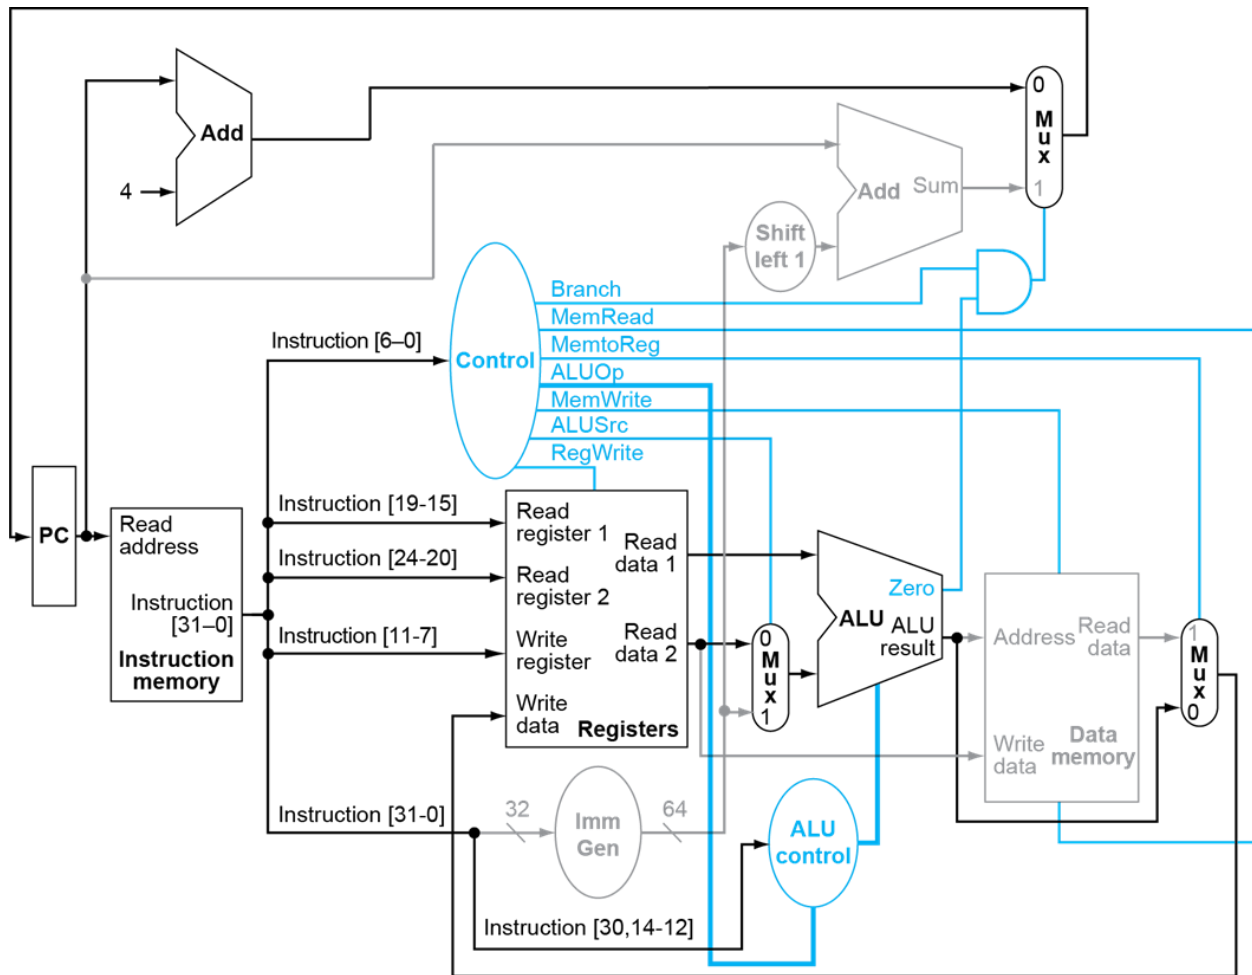 0
Mux
1
Add
4
Add
Sum
Shift
left 1
Branch
MemRead
MemtoReg
ALUOp
MemWrite
ALUSrc
RegWrite
Control
Instruction [6–0]
Instruction [19-15]
Instruction [24-20]
Instruction [11-7]
Instruction [31-0]
Instruction [30,14-12]
PC
Read
address
Instruction
[31–0]
Instruction
memory
Read
register 1
Read
register 2
Write
register
Write
data
Read
data 1
Read
data 2
Registers
0
Mux
1
Zero
ALU
ALU
result
Address
Read
data
Write
data
Data
memory
1
Mux
0
32
Imm
Gen
64
ALU
control